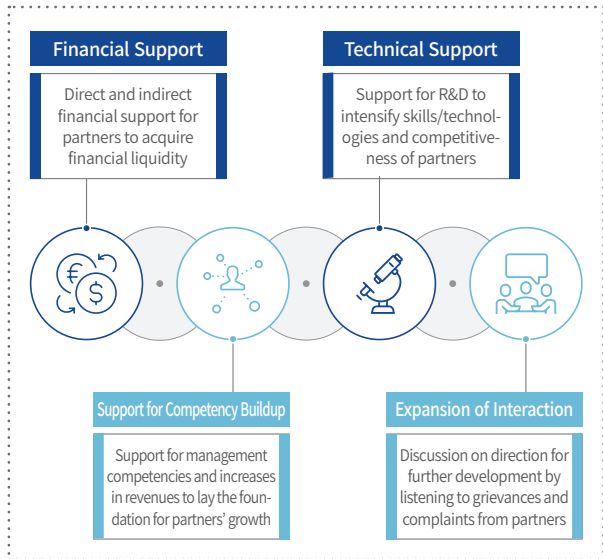 Financial Support
Direct and indirect
financial support for
partners to acquire
financial liquidity
Technical Support
Support for R&D to
intensify skills/technol-
ogies and competitive-
ness of partners
€
$
Support for Competency Buildup
Support for management
competencies and increases
in revenues to lay the foun-
dation for partners’ growth
Expansion of Interaction
Discussion on direction for
further development by
listening to grievances and
complaints from partners